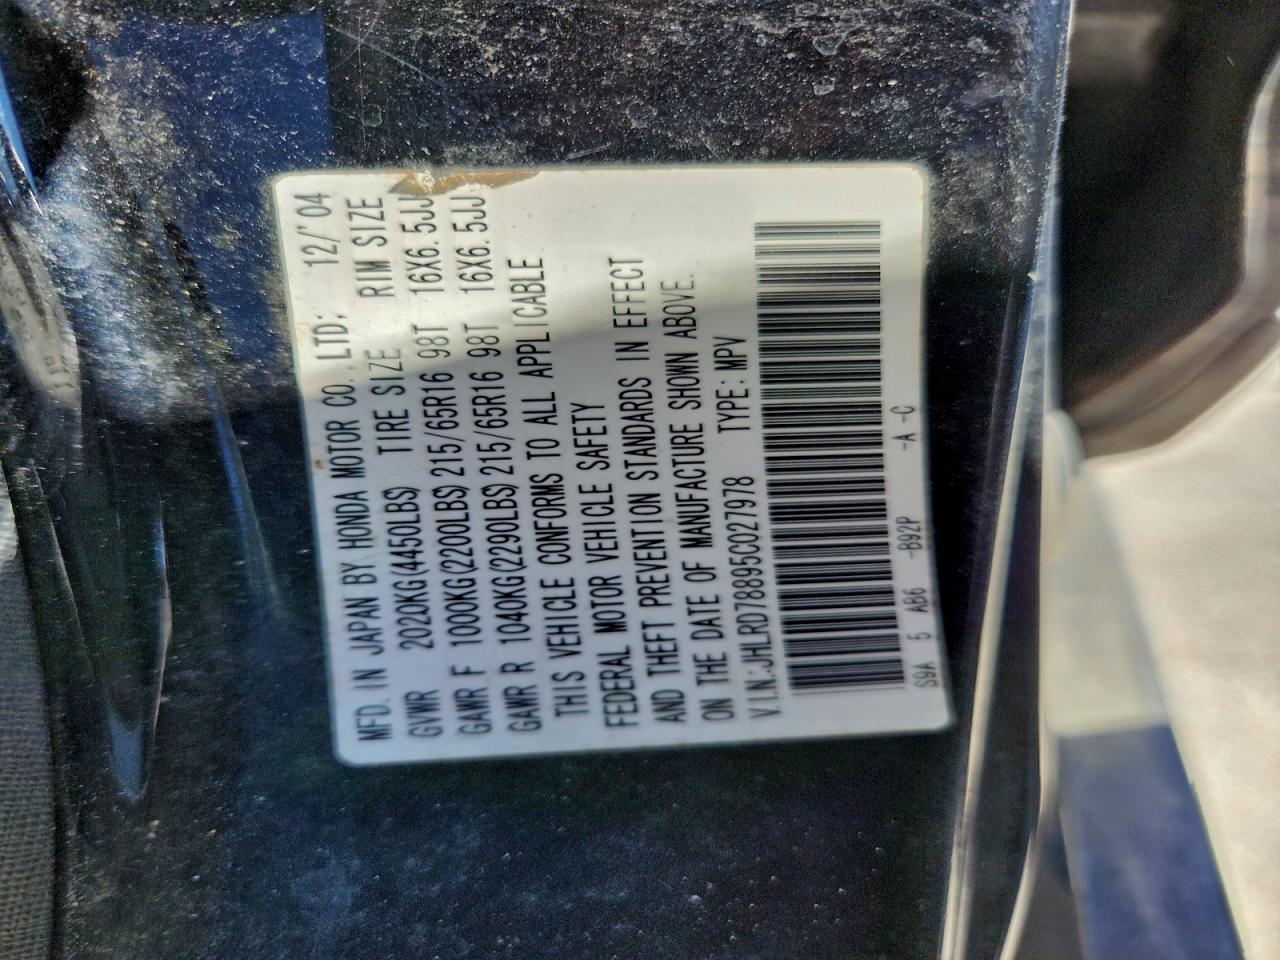 MFD. IN JAPAN BY HONDA MOTOR CO., LTD; 12/'04
GVWR 2020KG(4450LBS) TIRE SIZE RIM SIZE
GAWR F 1000KG(2200LBS) 215/65R16 98T 16X6.5JJ
GAWR R 1040KG(2290LBS) 215/65R16 98T 16X6.5JJ
THIS VEHICLE CONFORMS TO ALL APPLICABLE
FEDERAL MOTOR VEHICLE SAFETY
AND THEFT PREVENTION STANDARDS IN EFFECT
ON THE DATE OF MANUFACTURE SHOWN ABOVE.
V.I.N.:JHLRD78895C027978 TYPE: MPV
S9A 5 AB6 -B92P -A -C